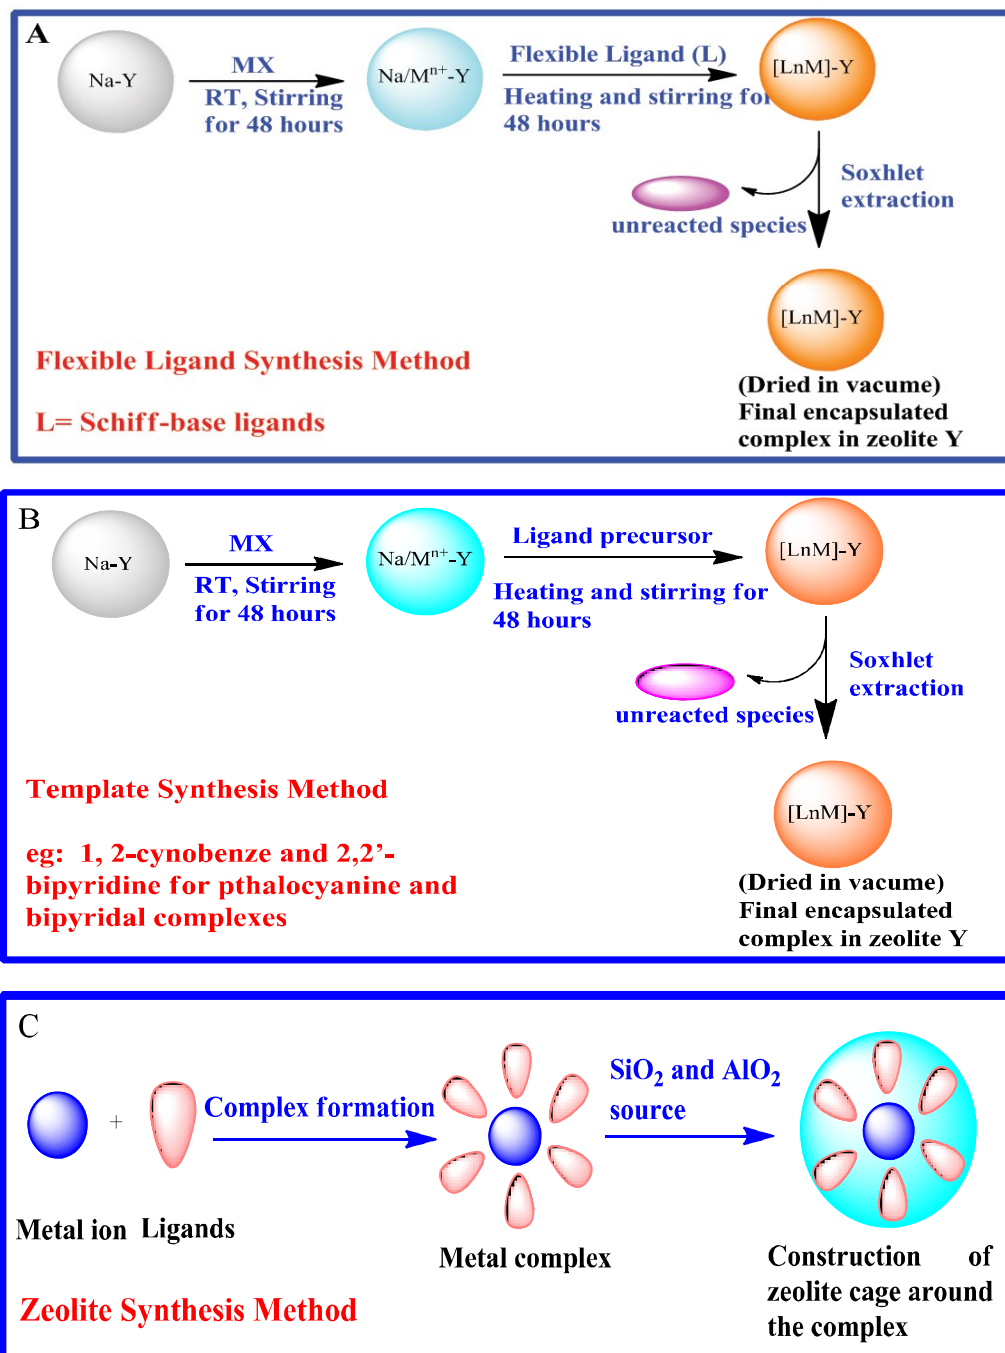 A
Na-Y
MX
RT, Stirring
for 48 hours
Na/Mⁿ⁺-Y
Flexible Ligand (L)
Heating and stirring for
48 hours
[LnM]-Y
Soxhlet
extraction
unreacted species
[LnM]-Y
(Dried in vacume)
Final encapsulated
complex in zeolite Y
Flexible Ligand Synthesis Method
L= Schiff-base ligands
B
Na-Y
MX
RT, Stirring
for 48 hours
Na/Mⁿ⁺-Y
Ligand precursor
Heating and stirring for
48 hours
[LnM]-Y
Soxhlet
extraction
unreacted species
[LnM]-Y
(Dried in vacume)
Final encapsulated
complex in zeolite Y
Template Synthesis Method
eg: 1, 2-cynobenze and 2,2’-
bipyridine for pthalocyanine and
bipyridal complexes
C
+
Complex formation
SiO₂ and AlO₂
source
Metal ion
Ligands
Metal complex
Construction of
zeolite cage around
the complex
Zeolite Synthesis Method